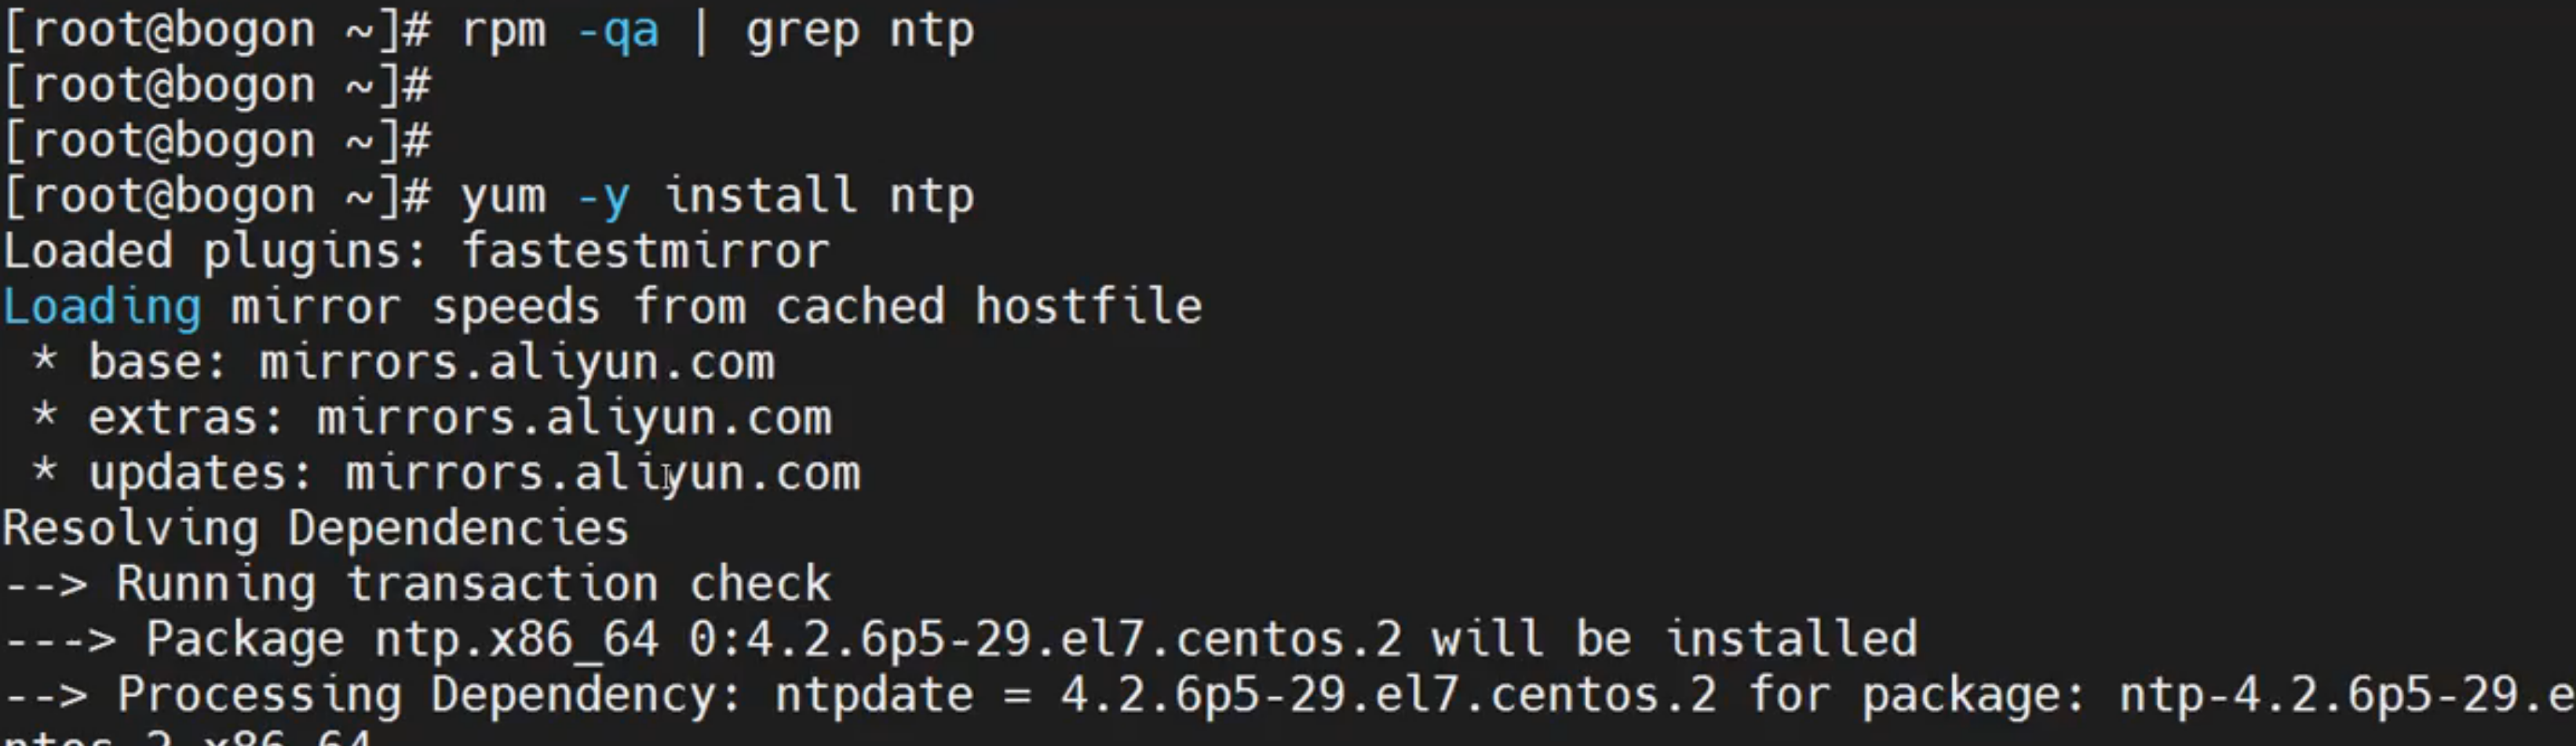 [root@bogon ~]# rpm -qa | grep ntp
[root@bogon ~]#
[root@bogon ~]#
[root@bogon ~]# yum -y install ntp
Loaded plugins: fastestmirror
Loading mirror speeds from cached hostfile
 * base: mirrors.aliyun.com
 * extras: mirrors.aliyun.com
 * updates: mirrors.aliyun.com
Resolving Dependencies
--> Running transaction check
---> Package ntp.x86_64 0:4.2.6p5-29.el7.centos.2 will be installed
--> Processing Dependency: ntpdate = 4.2.6p5-29.el7.centos.2 for package: ntp-4.2.6p5-29.e
ntos.2.x86_64